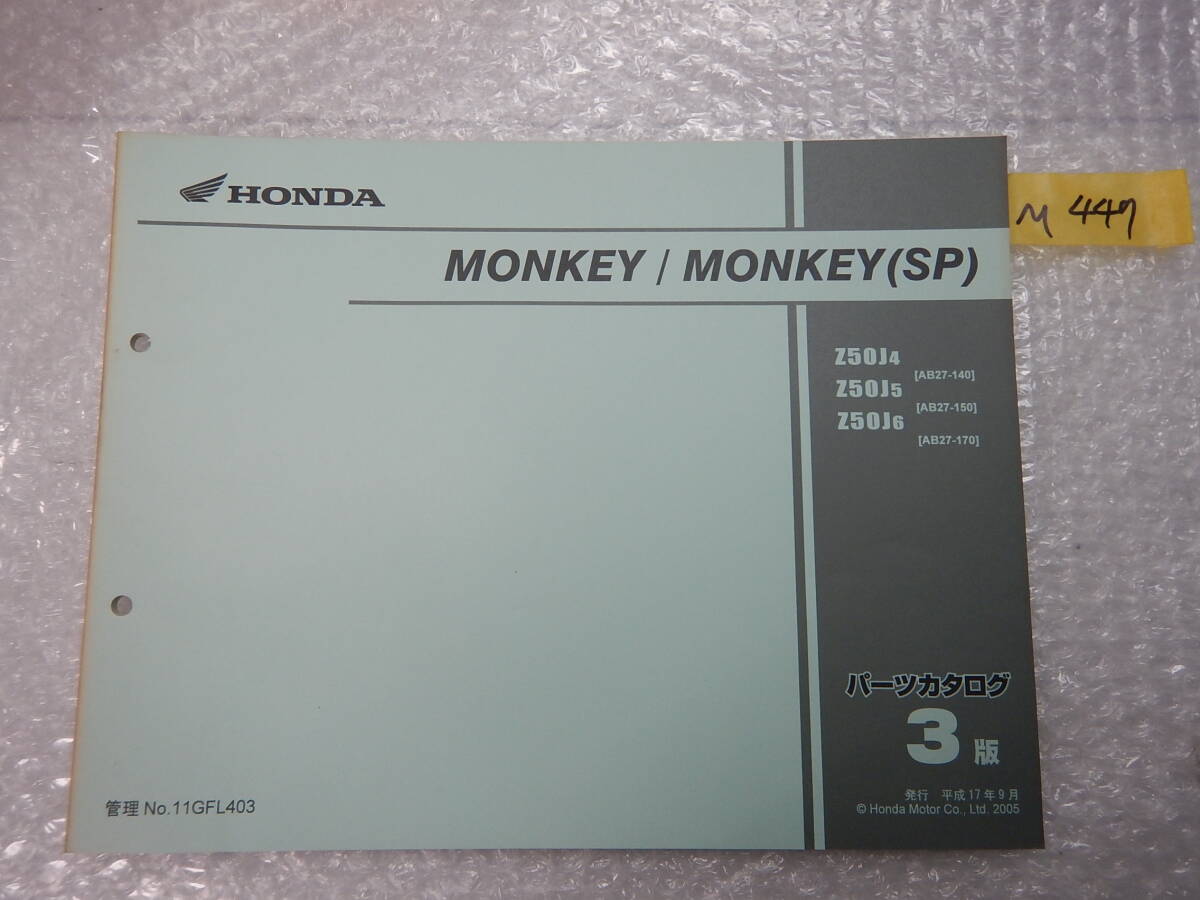 HONDA
M 447
MONKEY / MONKEY(SP)
Z50J4
[AB27-140]
Z50J5
[AB27-150]
Z50J6
[AB27-170]
パーツカタログ
3版
発行 平成17年9月
© Honda Motor Co., Ltd. 2005
管理 No.11GFL403